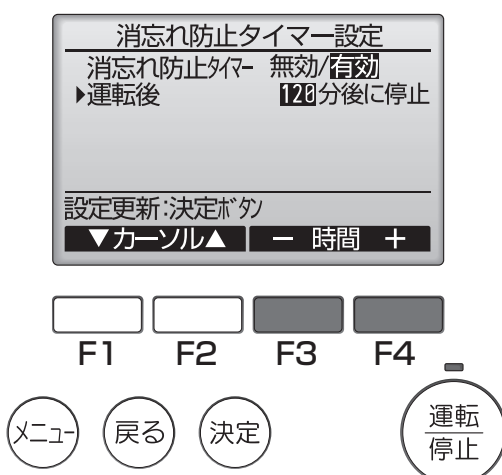 消忘れ防止タイマー設定
消忘れ防止ﾀｲﾏｰ 無効/有効
▶運転後 120分後に停止
設定更新:決定ﾎﾞﾀﾝ
▼カーソル▲ ー 時間 ＋
F1 F2 F3 F4
ﾒﾆｭｰ 戻る 決定 運転
停止